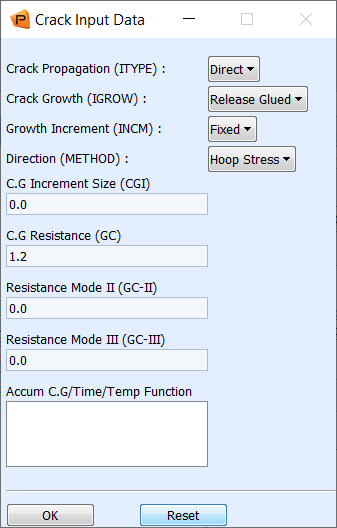 Crack Input Data
Crack Propagation (ITYPE) : Direct
Crack Growth (IGROW) : Release Glued
Growth Increment (INCM) : Fixed
Direction (METHOD) : Hoop Stress
C.G Increment Size (CGI)
0.0
C.G Resistance (GC)
1.2
Resistance Mode II (GC-II)
0.0
Resistance Mode III (GC-III)
0.0
Accum C.G/Time/Temp Function
OK Reset